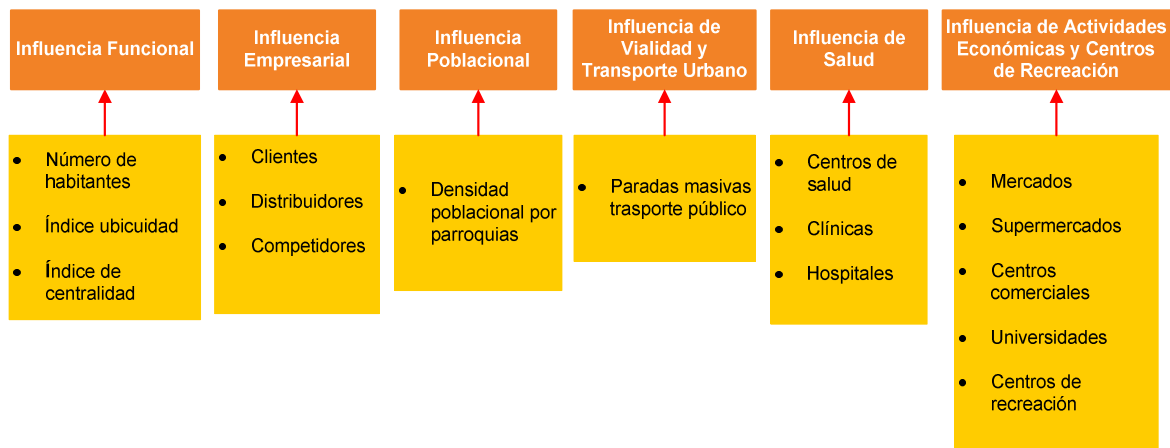 Influencia Funcional
Influencia
Empresarial
Influencia
Poblacional
Influencia de
Vialidad y
Transporte Urbano
Influencia de
Salud
Influencia de Actividades
Económicas y Centros
de Recreación
• Número de
habitantes
• Índice ubicuidad
• Índice de
centralidad
• Clientes
• Distribuidores
• Competidores
• Densidad
poblacional por
parroquias
• Paradas masivas
trasporte público
• Centros de
salud
• Clínicas
• Hospitales
• Mercados
• Supermercados
• Centros
comerciales
• Universidades
• Centros de
recreación